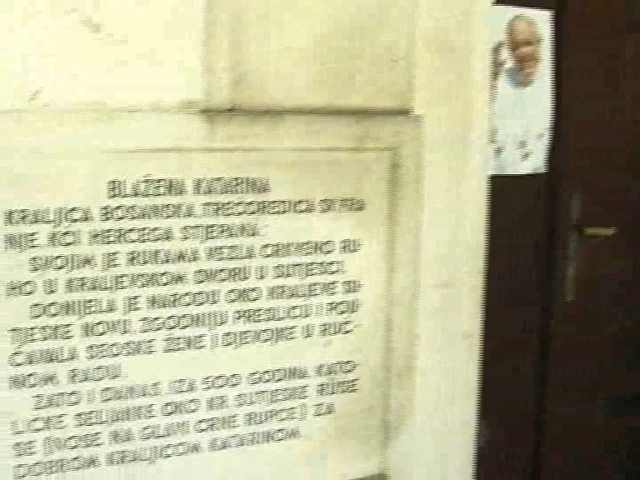 BLAŽENA KATARINA
KRALJICA BOSANSKA, TREĆOREDICA SV. FRA-
NJE, KĆI HERCEGA STJEPANA:
SVOJIM JE RUKAMA VEZLA CRKVENO RU-
HO U KRALJEVSKOM DVORU U SUTJESCI.
DONIJELA JE NARODU OKO KRALJEVE SU-
TJESKE NOVU, ZGODNIJU PRESLICU I POU-
ČAVALA SEOSKE ŽENE I DJEVOJKE U RUČ-
NOM RADU.
ZATO I DANAS IZA 500 GODINA KATO-
LIČKE SELJANKE OKO KR. SUTJESKE RUSE
SE (NOSE NA GLAVI CRNE RUPCE) ZA
DOBROM KRALJICOM KATARINOM.